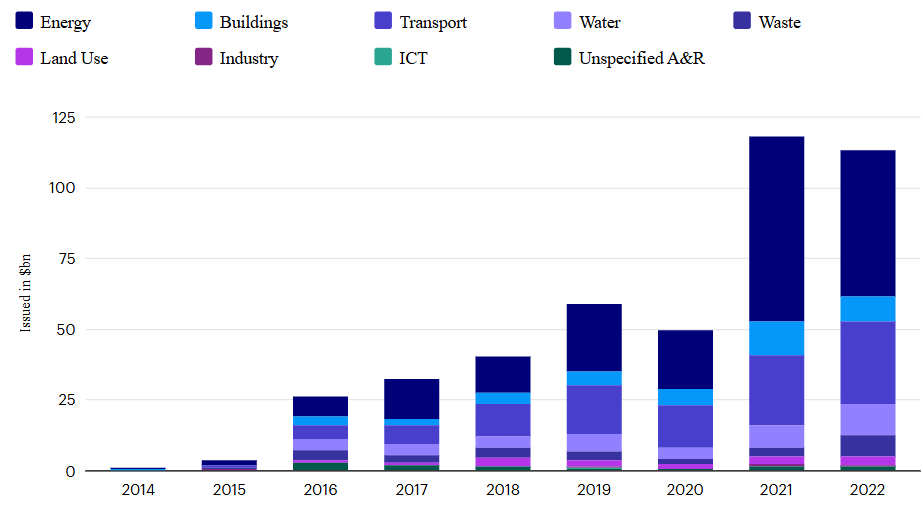 Energy Buildings Transport Water Waste
Land Use Industry ICT Unspecified A&R
125
100
75
50
25
0
Issued in $bn
2014 2015 2016 2017 2018 2019 2020 2021 2022